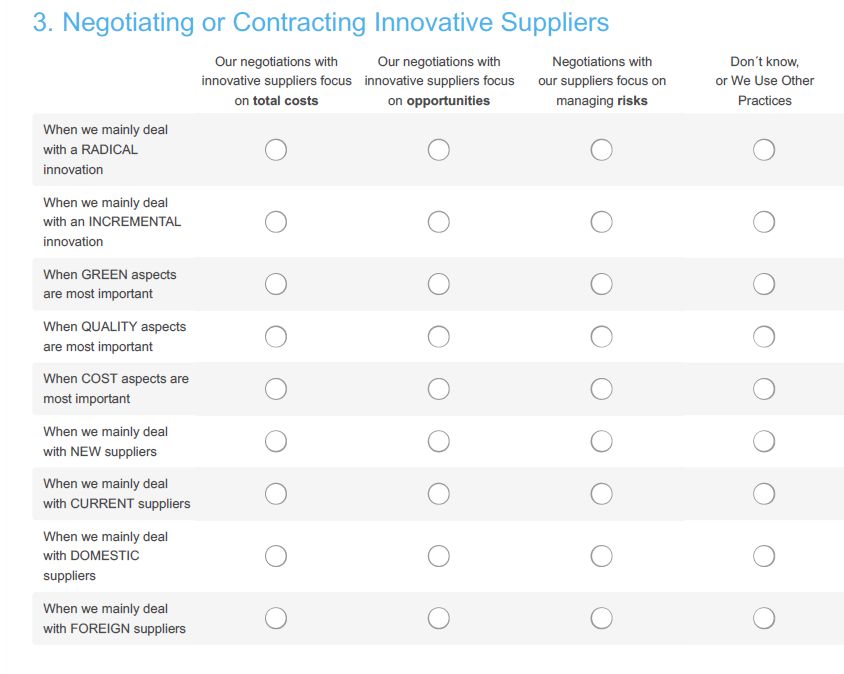 3. Negotiating or Contracting Innovative Suppliers
Our negotiations with
innovative suppliers focus
on total costs
Our negotiations with
innovative suppliers focus
on opportunities
Negotiations with
our suppliers focus on
managing risks
Don´t know,
or We Use Other
Practices
When we mainly deal
with a RADICAL
innovation
When we mainly deal
with an INCREMENTAL
innovation
When GREEN aspects
are most important
When QUALITY aspects
are most important
When COST aspects are
most important
When we mainly deal
with NEW suppliers
When we mainly deal
with CURRENT suppliers
When we mainly deal
with DOMESTIC
suppliers
When we mainly deal
with FOREIGN suppliers